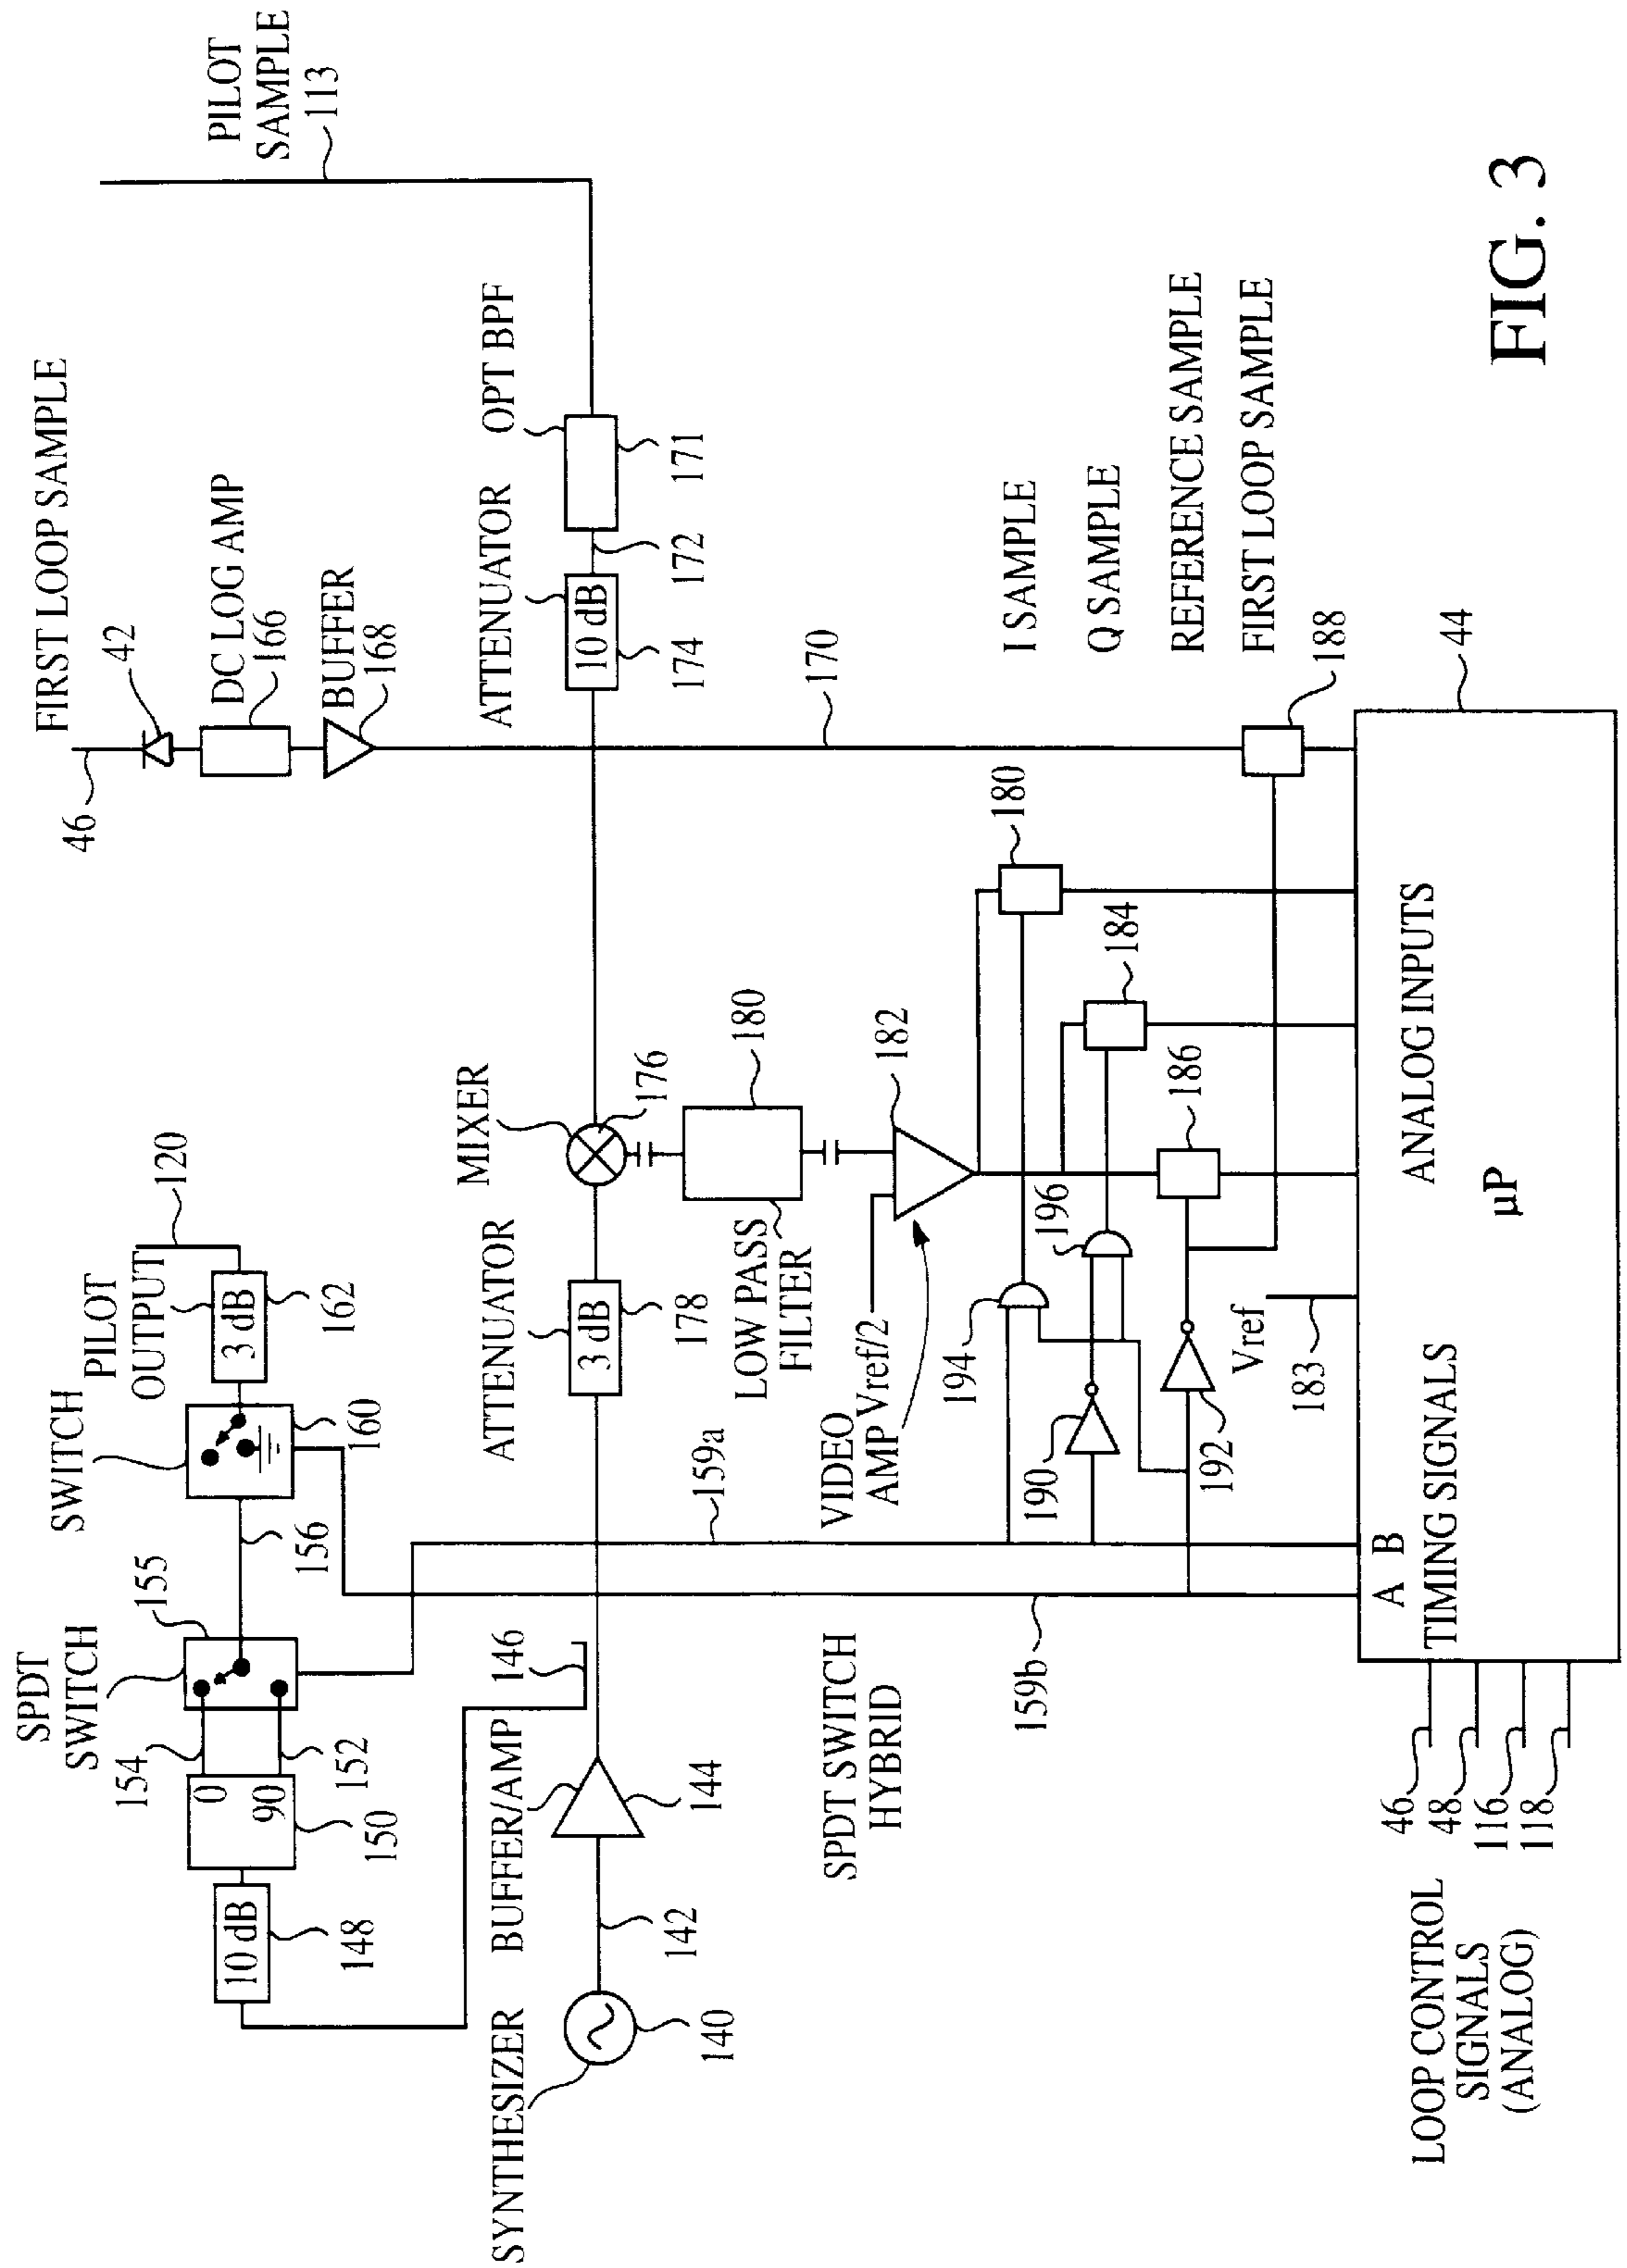 FIRST LOOP SAMPLE
46
42
DC LOG AMP
166
BUFFER
168
PILOT
SAMPLE
113
SPDT
SWITCH
155
154
0
90
152
150
10 dB
148
156
SWITCH
160
PILOT
OUTPUT
3 dB
162
120
SYNTHESIZER
140
142
BUFFER/AMP
144
146
ATTENUATOR
3 dB
178
MIXER
176
ATTENUATOR
10 dB
174
172
OPT BPF
171
170
LOW PASS
FILTER
180
159a
159b
SPDT SWITCH
HYBRID
VIDEO
AMP
Vref/2
182
194
190
196
192
180
184
186
188
I SAMPLE
Q SAMPLE
REFERENCE SAMPLE
FIRST LOOP SAMPLE
Vref
183
A
B
TIMING SIGNALS
ANALOG INPUTS
µP
44
46
48
116
118
LOOP CONTROL
SIGNALS
(ANALOG)
FIG. 3